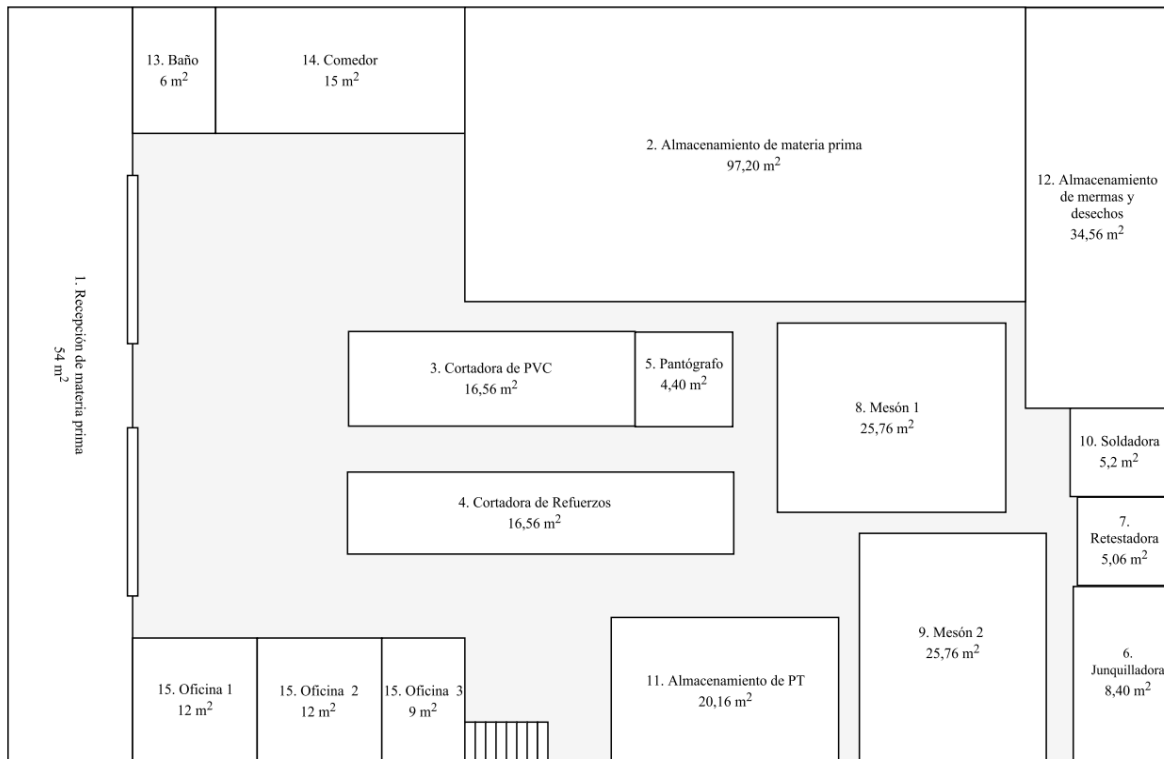 13. Baño
6 m²
14. Comedor
15 m²
2. Almacenamiento de materia prima
97,20 m²
12. Almacenamiento
de mermas y
desechos
34,56 m²
1. Recepción de materia prima
54 m²
3. Cortadora de PVC
16,56 m²
5. Pantógrafo
4,40 m²
8. Mesón 1
25,76 m²
10. Soldadora
5,2 m²
4. Cortadora de Refuerzos
16,56 m²
7.
Retestadora
5,06 m²
9. Mesón 2
25,76 m²
6.
Junquilladora
8,40 m²
15. Oficina 1
12 m²
15. Oficina 2
12 m²
15. Oficina 3
9 m²
11. Almacenamiento de PT
20,16 m²